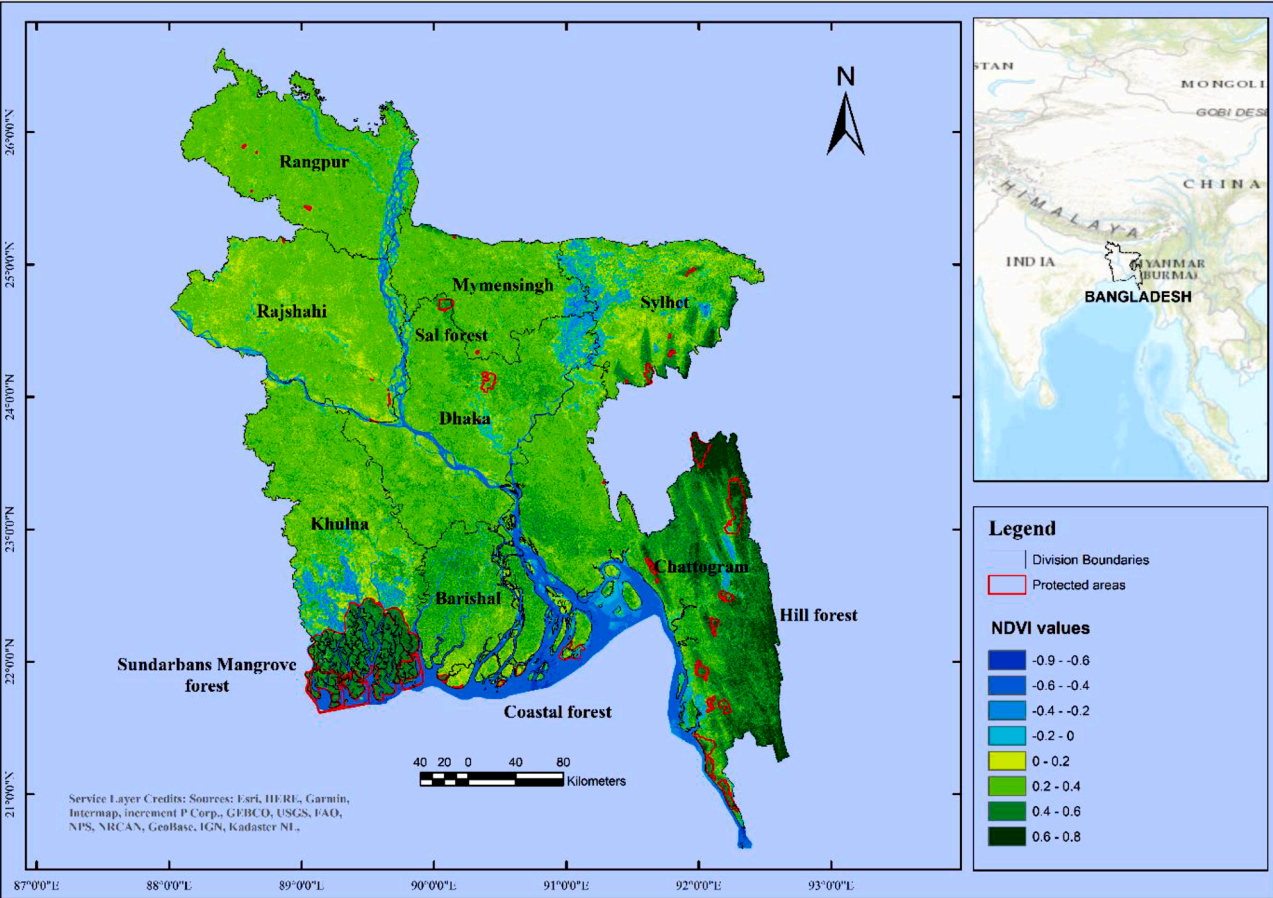 N
Rangpur
Mymensingh
Sylhet
Rajshahi
Sal forest
Dhaka
Khulna
Chattogram
Barishal
Hill forest
Sundarbans Mangrove
forest
Coastal forest
40 20 0 40 80
Kilometers
Service Layer Credits: Sources: Esri, HERE, Garmin,
Intermap, increment P Corp., GEBCO, USGS, FAO,
NPS, NRCAN, GeoBase, IGN, Kadaster NL,
26°0'0"N
25°0'0"N
24°0'0"N
23°0'0"N
22°0'0"N
21°0'0"N
87°0'0"E 88°0'0"E 89°0'0"E 90°0'0"E 91°0'0"E 92°0'0"E 93°0'0"E
STAN
MONGOLI
GOBI DES
CHINA
HIMALAYA
INDIA
MYANMAR
(BURMA)
BANGLADESH
Legend
Division Boundaries
Protected areas
NDVI values
-0.9 - -0.6
-0.6 - -0.4
-0.4 - -0.2
-0.2 - 0
0 - 0.2
0.2 - 0.4
0.4 - 0.6
0.6 - 0.8